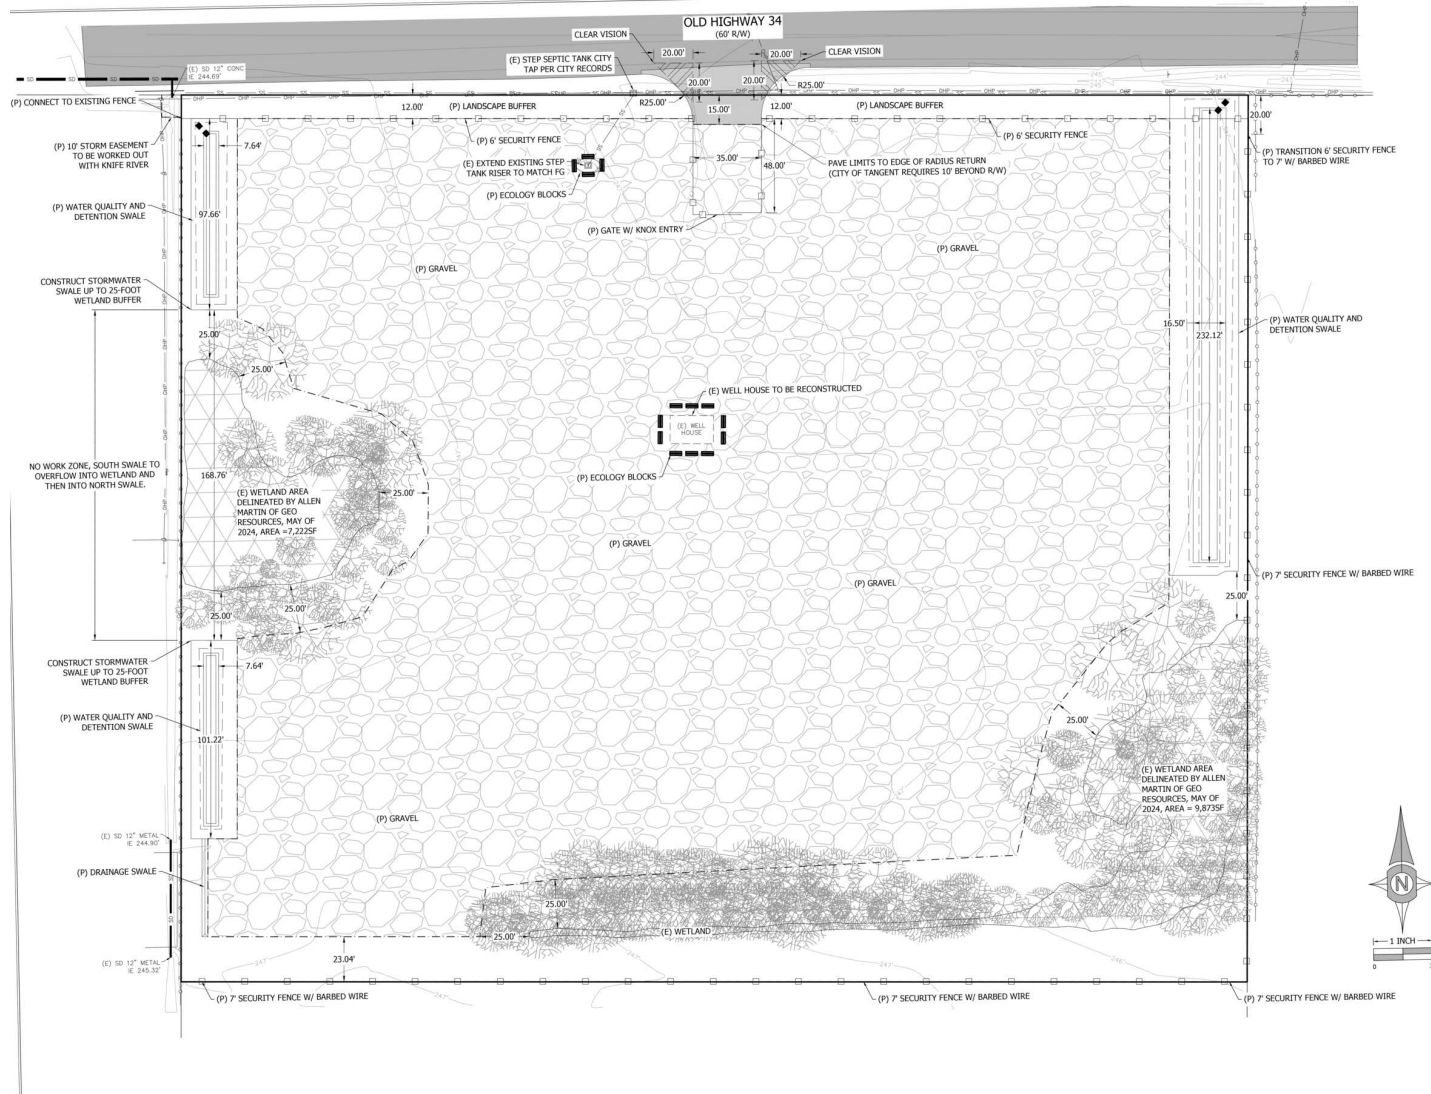 OLD HIGHWAY 34
(60' R/W)
CLEAR VISION
20.00'
20.00'
CLEAR VISION
(E) STEP SEPTIC TANK CITY
TAP PER CITY RECORDS
(E) SD 12" CONC
IE 244.69'
20.00'
20.00'
R25.00'
R25.00'
(P) CONNECT TO EXISTING FENCE
12.00'
(P) LANDSCAPE BUFFER
15.00'
12.00'
(P) LANDSCAPE BUFFER
20.00'
(P) 10' STORM EASEMENT
TO BE WORKED OUT
WITH KNIFE RIVER
7.64'
(P) 6' SECURITY FENCE
(P) 6' SECURITY FENCE
(P) TRANSITION 6' SECURITY FENCE
TO 7' W/ BARBED WIRE
(E) EXTEND EXISTING STEP
TANK RISER TO MATCH FG
35.00'
48.00'
PAVE LIMITS TO EDGE OF RADIUS RETURN
(CITY OF TANGENT REQUIRES 10' BEYOND R/W)
(P) ECOLOGY BLOCKS
(P) WATER QUALITY AND
DETENTION SWALE
97.66'
(P) GATE W/ KNOX ENTRY
(P) GRAVEL
(P) GRAVEL
CONSTRUCT STORMWATER
SWALE UP TO 25-FOOT
WETLAND BUFFER
25.00'
16.50'
232.12'
(P) WATER QUALITY AND
DETENTION SWALE
25.00'
(E) WELL HOUSE TO BE RECONSTRUCTED
(E) WELL
HOUSE
NO WORK ZONE, SOUTH SWALE TO
OVERFLOW INTO WETLAND AND
THEN INTO NORTH SWALE.
168.76'
(P) ECOLOGY BLOCKS
(E) WETLAND AREA
DELINEATED BY ALLEN
MARTIN OF GEO
RESOURCES, MAY OF
2024, AREA =7,222SF
25.00'
(P) GRAVEL
(P) GRAVEL
(P) 7' SECURITY FENCE W/ BARBED WIRE
25.00'
25.00'
25.00'
CONSTRUCT STORMWATER
SWALE UP TO 25-FOOT
WETLAND BUFFER
7.64'
(P) WATER QUALITY AND
DETENTION SWALE
101.22'
25.00'
(E) WETLAND AREA
DELINEATED BY ALLEN
MARTIN OF GEO
RESOURCES, MAY OF
2024, AREA = 9,873SF
(P) GRAVEL
(E) SD 12" METAL
IE 244.90'
(P) DRAINAGE SWALE
25.00'
25.00'
(E) WETLAND
23.04'
(E) SD 12" METAL
IE 245.32'
N
1 INCH
0
(P) 7' SECURITY FENCE W/ BARBED WIRE
(P) 7' SECURITY FENCE W/ BARBED WIRE
(P) 7' SECURITY FENCE W/ BARBED WIRE